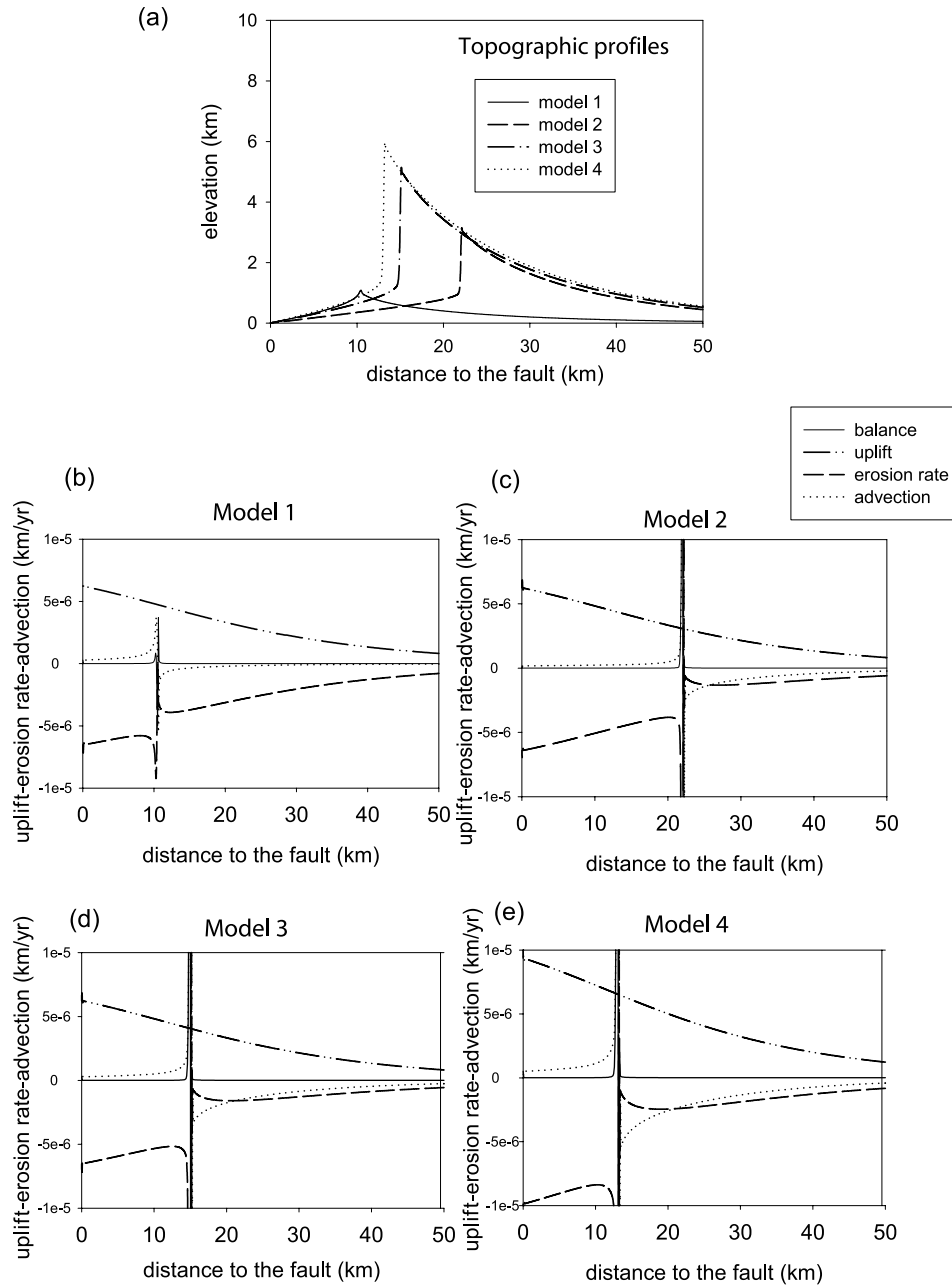 (a)
Topographic profiles
model 1
model 2
model 3
model 4
10
8
6
4
2
0
elevation (km)
0 10 20 30 40 50
distance to the fault (km)
balance
uplift
erosion rate
advection
(b)
Model 1
1e-5
5e-6
0
-5e-6
-1e-5
uplift-erosion rate-advection (km/yr)
0 10 20 30 40 50
distance to the fault (km)
(c)
Model 2
1e-5
5e-6
0
-5e-6
-1e-5
uplift-erosion rate-advection (km/yr)
0 10 20 30 40 50
distance to the fault (km)
(d)
Model 3
1e-5
5e-6
0
-5e-6
-1e-5
uplift-erosion rate-advection (km/yr)
0 10 20 30 40 50
distance to the fault (km)
(e)
Model 4
1e-5
5e-6
0
-5e-6
-1e-5
uplift-erosion rate-advection (km/yr)
0 10 20 30 40 50
distance to the fault (km)